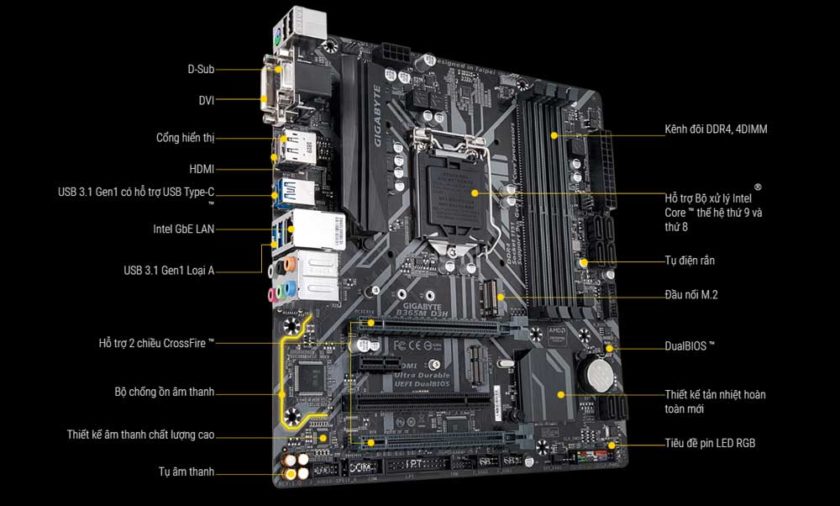 D-Sub
DVI
Cổng hiển thị
HDMI
USB 3.1 Gen1 có hỗ trợ USB Type-C
™
Intel GbE LAN
USB 3.1 Gen1 Loại A
Hỗ trợ 2 chiều CrossFire ™
Bộ chống ồn âm thanh
Thiết kế âm thanh chất lượng cao
Tụ âm thanh
Kênh đôi DDR4, 4DIMM
®
Hỗ trợ Bộ xử lý Intel
Core ™ thế hệ thứ 9 và
thứ 8
Tụ điện rắn
Đầu nối M.2
DualBIOS ™
Thiết kế tản nhiệt hoàn
toàn mới
Tiêu đề pin LED RGB
GIGABYTE
GIGABYTE
B365M D3H
Ultra Durable
UEFI DualBIOS
AMD
COM
LPT